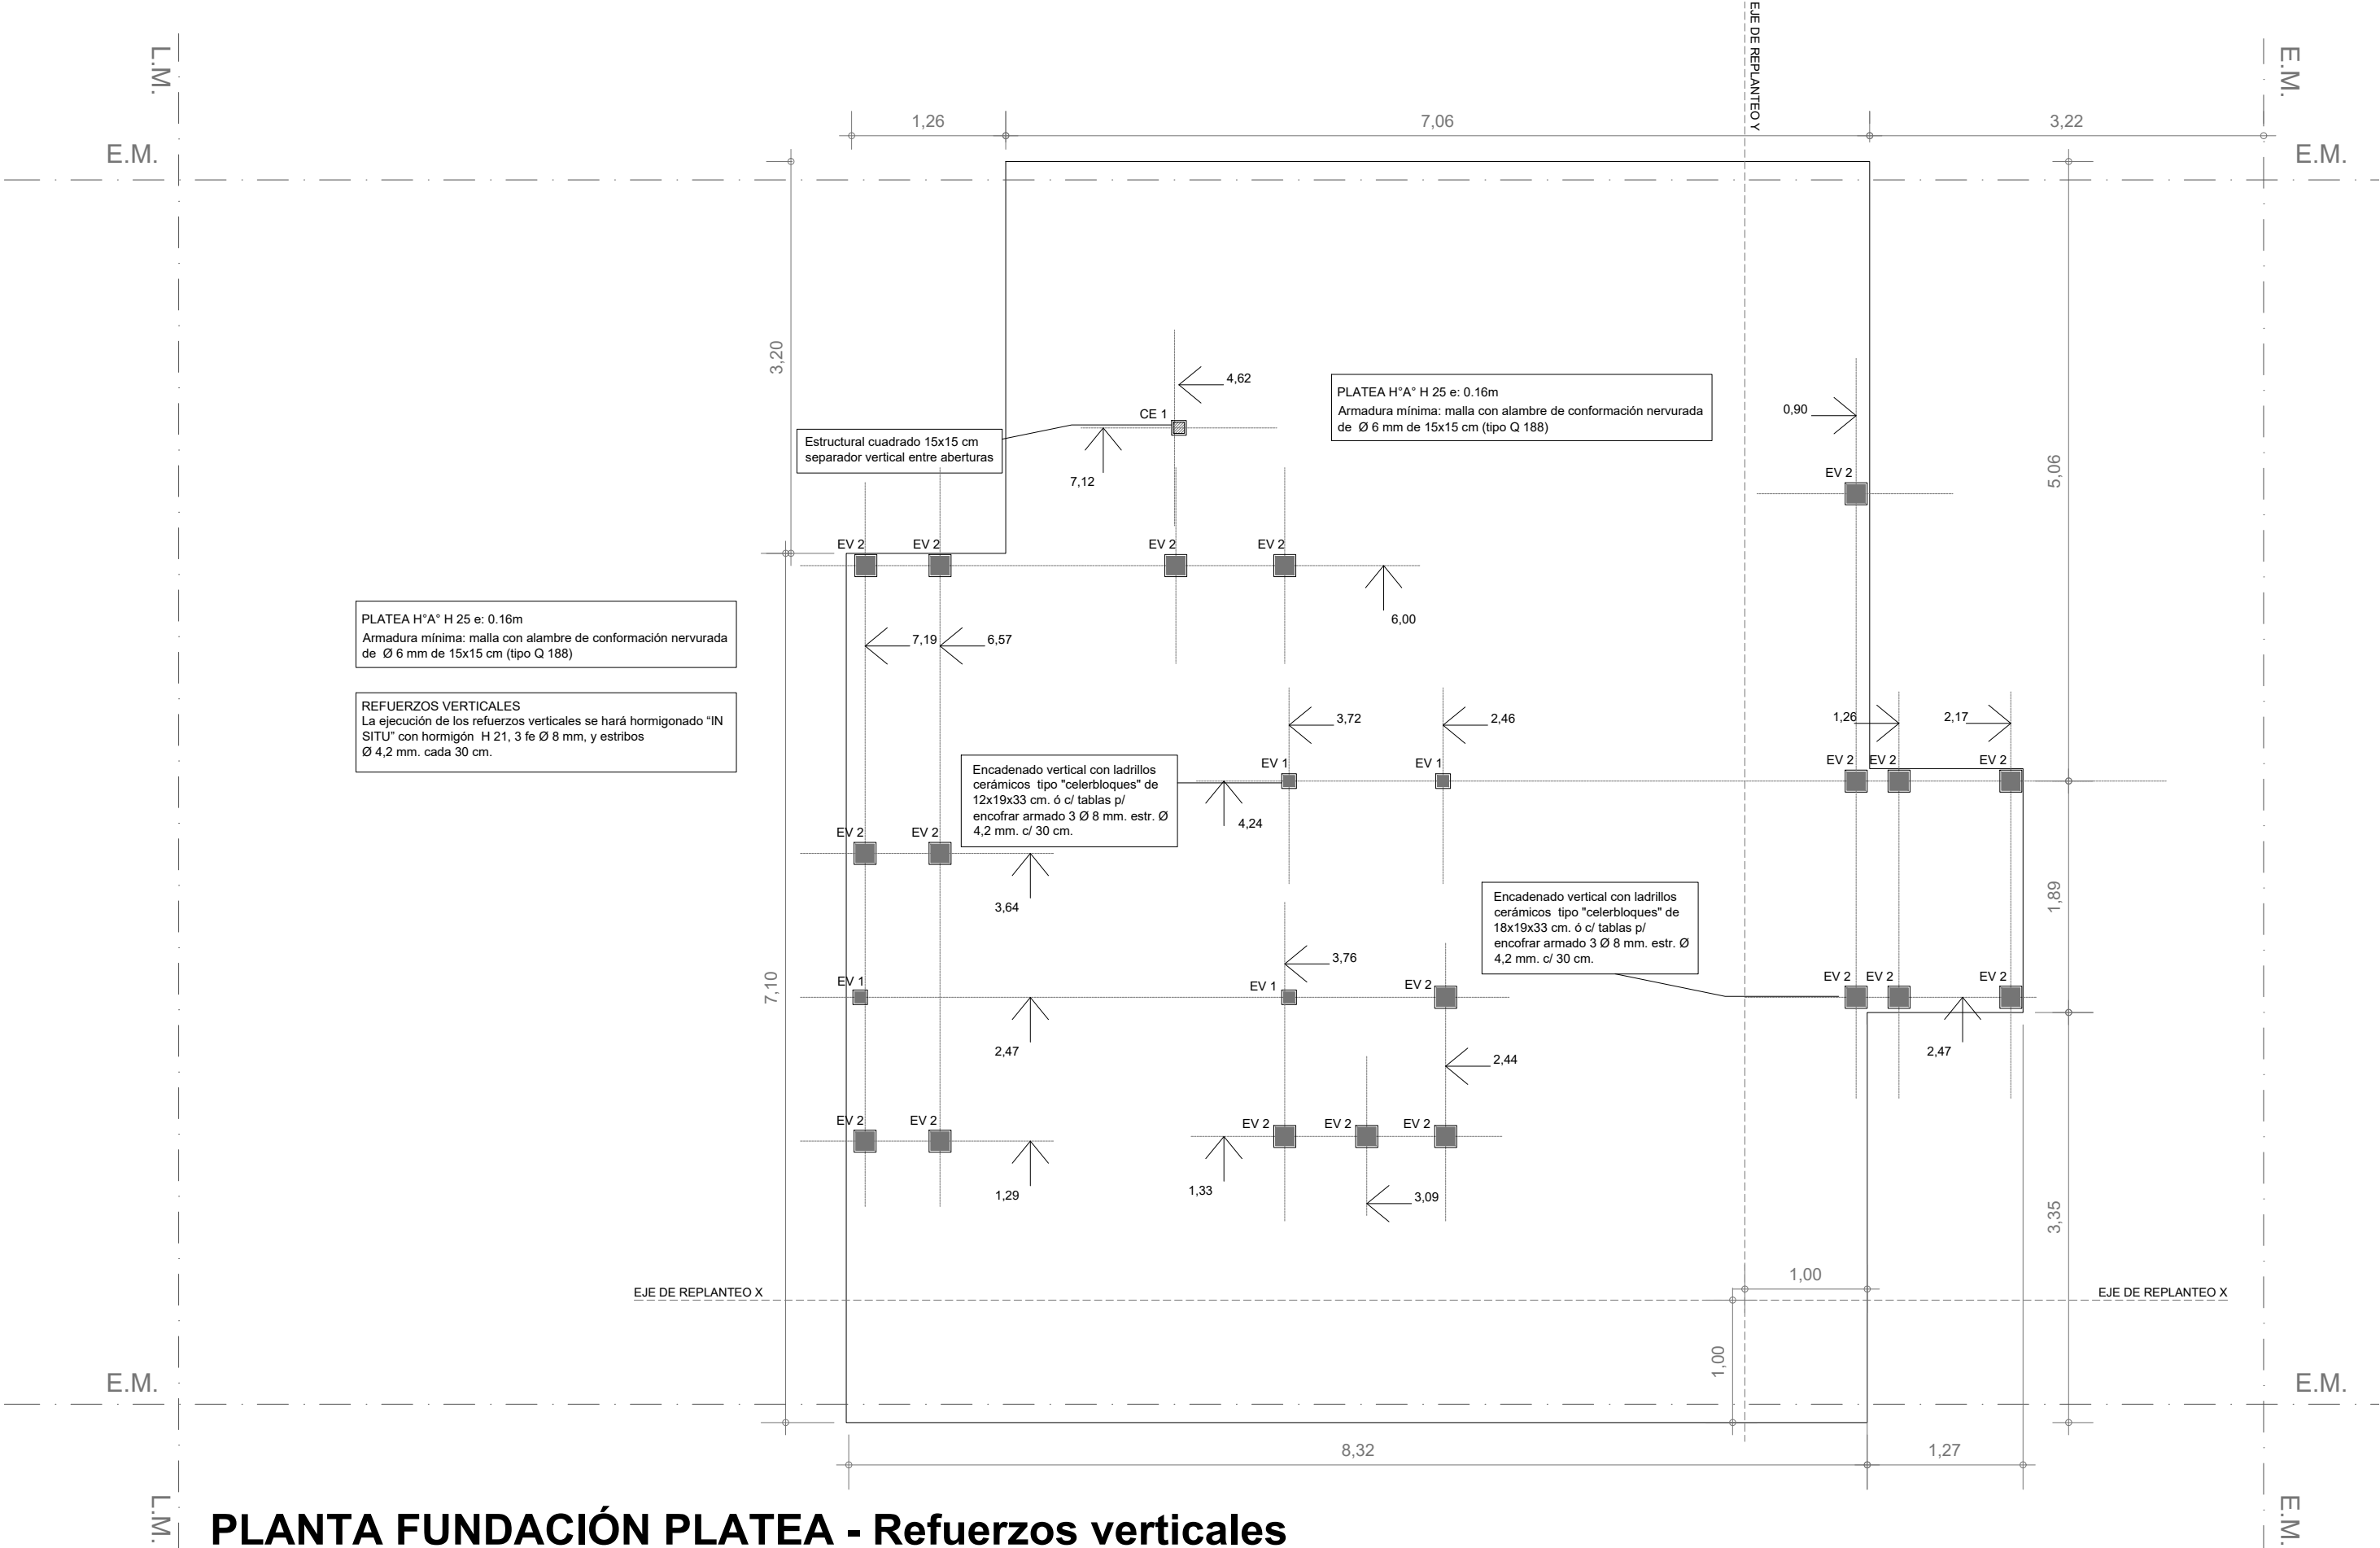 EJE DE REPLANTEO Y
L.M.
E.M.
1,26
7,06
3,22
E.M.
E.M.
3,20
4,62
CE 1
Estructural cuadrado 15x15 cm
separador vertical entre aberturas
7,12
PLATEA H°A° H 25 e: 0.16m
Armadura mínima: malla con alambre de conformación nervurada
de Ø 6 mm de 15x15 cm (tipo Q 188)
0,90
EV 2
5,06
EV 2
EV 2
EV 2
EV 2
6,00
PLATEA H°A° H 25 e: 0.16m
Armadura mínima: malla con alambre de conformación nervurada
de Ø 6 mm de 15x15 cm (tipo Q 188)
7,19
6,57
REFUERZOS VERTICALES
La ejecución de los refuerzos verticales se hará hormigonado “IN
SITU” con hormigón H 21, 3 fe Ø 8 mm, y estribos
Ø 4,2 mm. cada 30 cm.
3,72
2,46
1,26
2,17
Encadenado vertical con ladrillos
cerámicos tipo "celerbloques" de
12x19x33 cm. ó c/ tablas p/
encofrar armado 3 Ø 8 mm. estr. Ø
4,2 mm. c/ 30 cm.
EV 1
EV 1
EV 2
EV 2
EV 2
4,24
EV 2
EV 2
3,64
Encadenado vertical con ladrillos
cerámicos tipo "celerbloques" de
18x19x33 cm. ó c/ tablas p/
encofrar armado 3 Ø 8 mm. estr. Ø
4,2 mm. c/ 30 cm.
1,89
7,10
3,76
EV 1
EV 1
EV 2
EV 2
EV 2
EV 2
2,47
2,44
2,47
EV 2
EV 2
EV 2
EV 2
EV 2
1,29
1,33
3,09
3,35
1,00
EJE DE REPLANTEO X
EJE DE REPLANTEO X
1,00
E.M.
E.M.
8,32
1,27
L.M.
E.M.
PLANTA FUNDACIÓN PLATEA - Refuerzos verticales